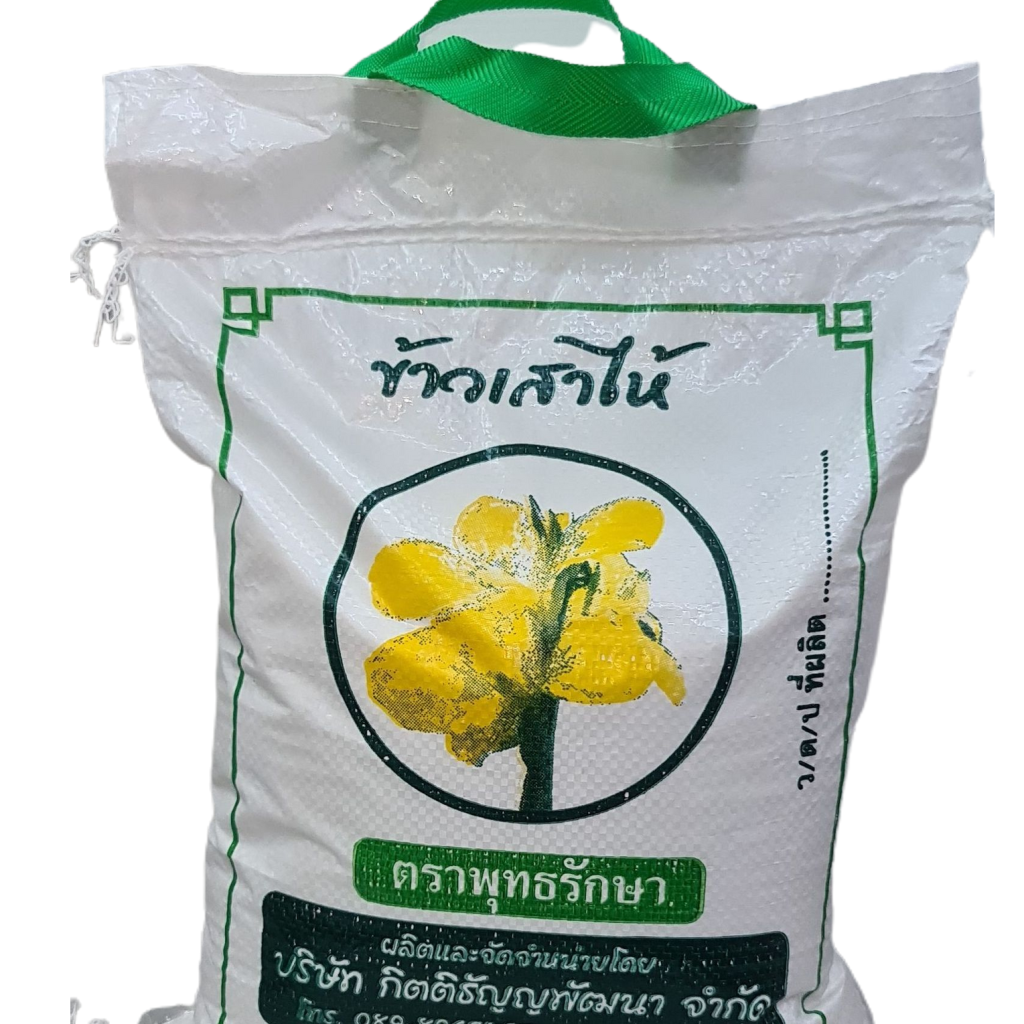 ข้าวเสาไห้
ว/ด/ป ที่ผลิต ........................
ตราพุทธรักษา
ผลิตและจัดจำหน่ายโดย
บริษัท กิตติธัญญพัฒนา จำกัด
โทร.